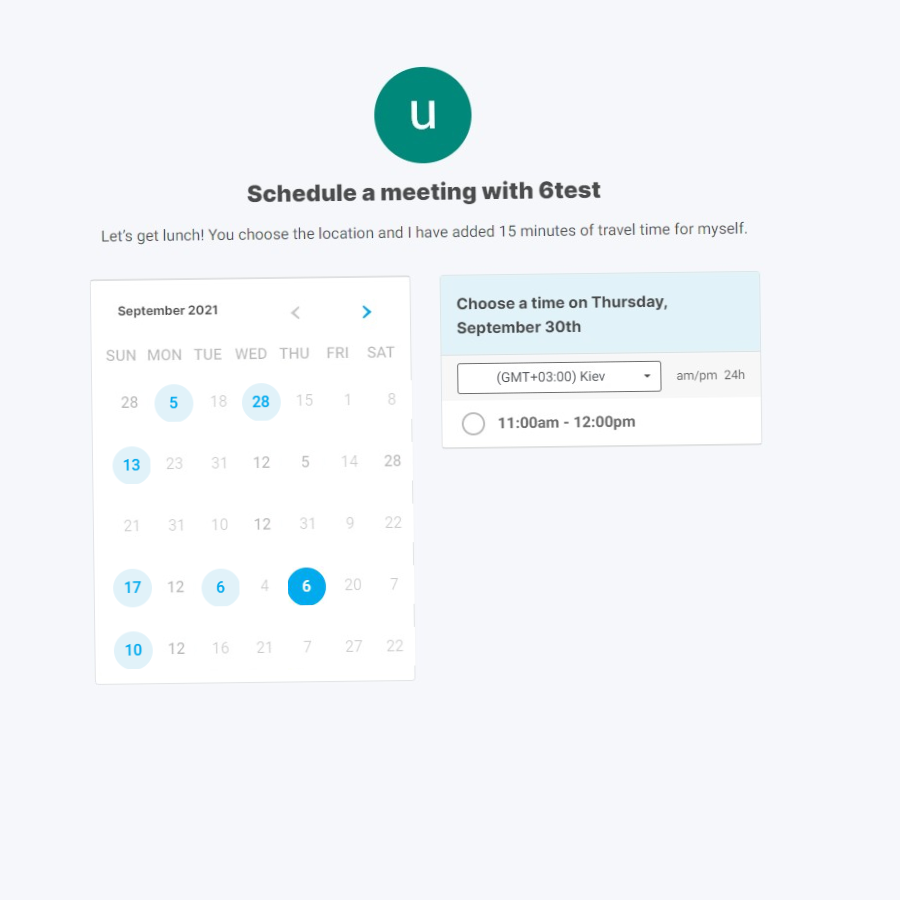 u
Schedule a meeting with 6test
Let's get lunch! You choose the location and I have added 15 minutes of travel time for myself.
September 2021
SUN MON TUE WED THU FRI SAT
28 5 18 28 15 1 8
13 23 31 12 5 14 28
21 31 10 12 31 9 22
17 12 6 4 6 20 7
10 12 16 21 7 27 22
Choose a time on Thursday,
September 30th
(GMT+03:00) Kiev am/pm 24h
11:00am - 12:00pm